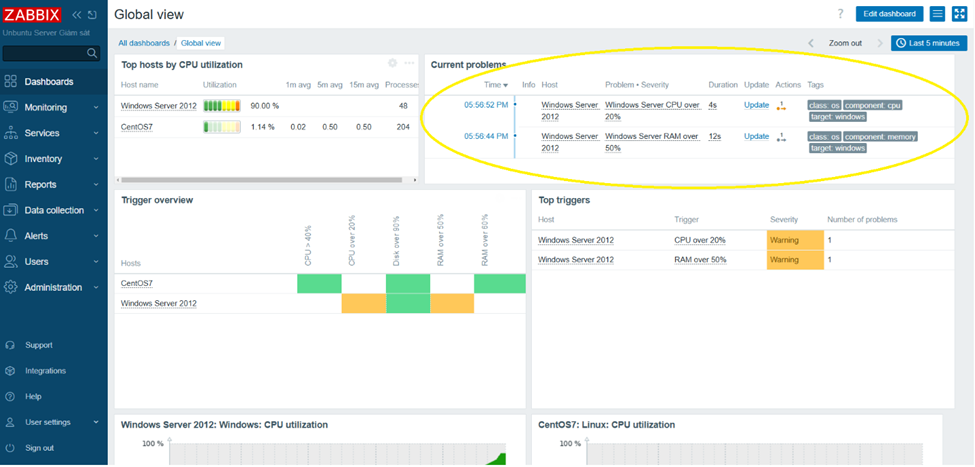 ZABBIX
Unbuntu Server Giám sát
Dashboards
Monitoring
Services
Inventory
Reports
Data collection
Alerts
Users
Administration
Support
Integrations
Help
User settings
Sign out
Global view
? Edit dashboard
All dashboards / Global view
Zoom out Last 5 minutes
Top hosts by CPU utilization
Host name Utilization 1m avg 5m avg 15m avg Processes
Windows Server 2012 90.00 % 48
CentOS7 1.14 % 0.02 0.50 0.50 204
Current problems
Time Info Host Problem • Severity Duration Update Actions Tags
05:56:52 PM Windows Server 2012 Windows Server CPU over 20% 4s Update 1 class: os component: cpu target: windows
05:56:44 PM Windows Server 2012 Windows Server RAM over 50% 12s Update 1 class: os component: memory target: windows
Trigger overview
Hosts CPU > 40% CPU over 20% Disk over 90% RAM over 50% RAM over 60%
CentOS7
Windows Server 2012
Top triggers
Host Trigger Severity Number of problems
Windows Server 2012 CPU over 20% Warning 1
Windows Server 2012 RAM over 50% Warning 1
Windows Server 2012: Windows: CPU utilization
100 %
CentOS7: Linux: CPU utilization
100 %